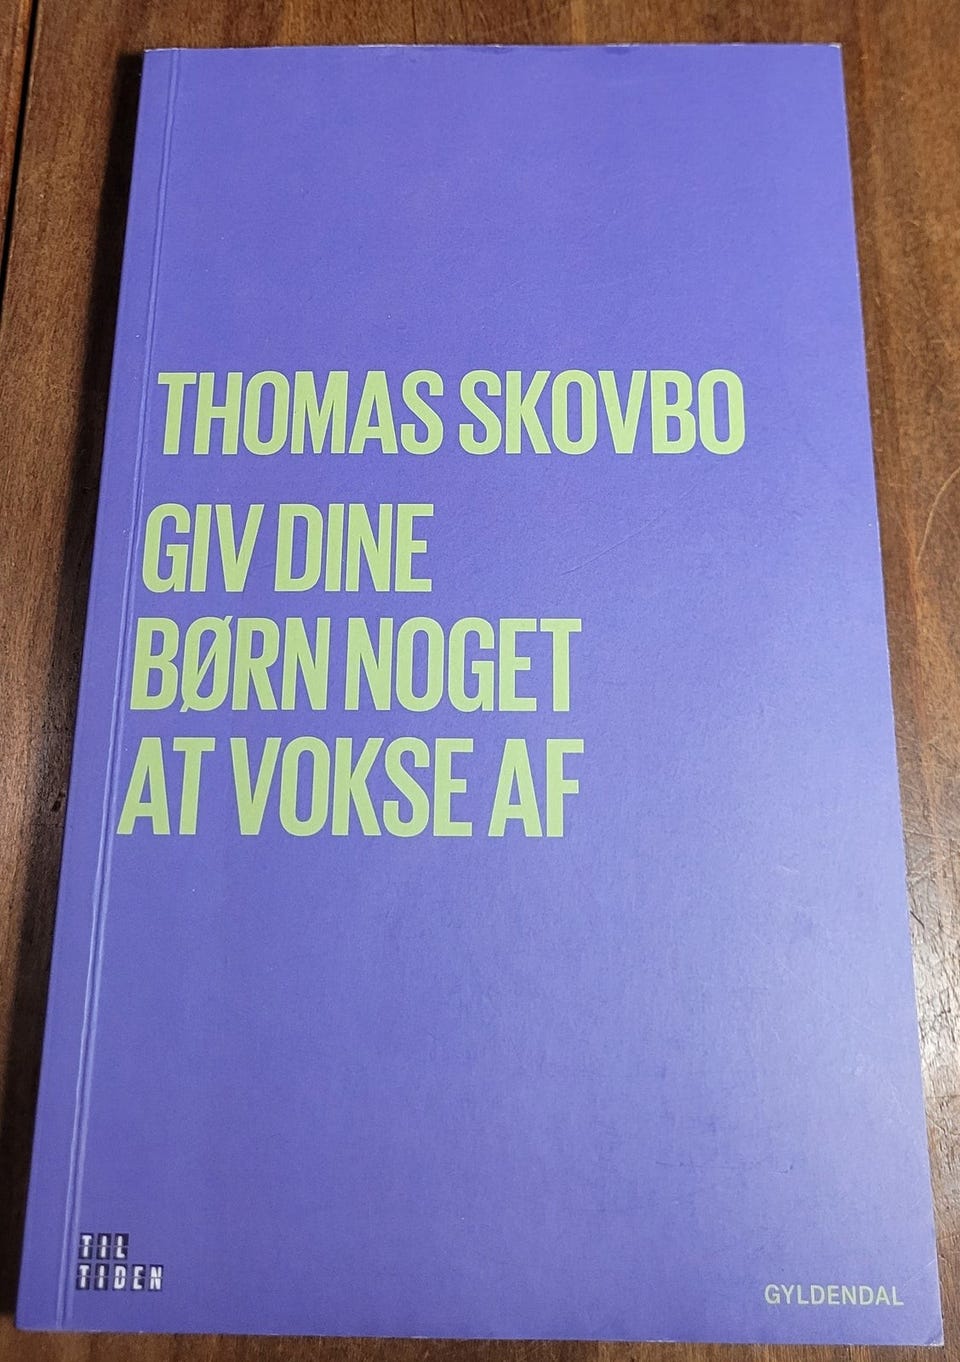 THOMAS SKOVBO
GIV DINE
BØRN NOGET
AT VOKSE AF
TIL
TIDEN
GYLDENDAL